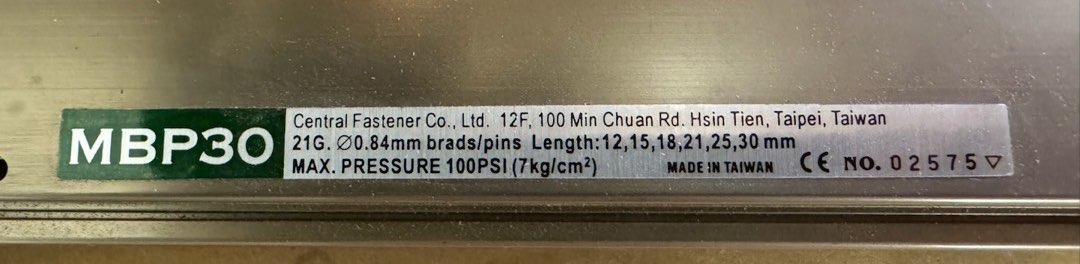 MBP30
Central Fastener Co., Ltd. 12F, 100 Min Chuan Rd. Hsin Tien, Taipei, Taiwan
21G. ∅0.84mm brads/pins Length:12,15,18,21,25,30 mm
MAX. PRESSURE 100PSI (7kg/cm²) MADE IN TAIWAN CE NO. 02575▽